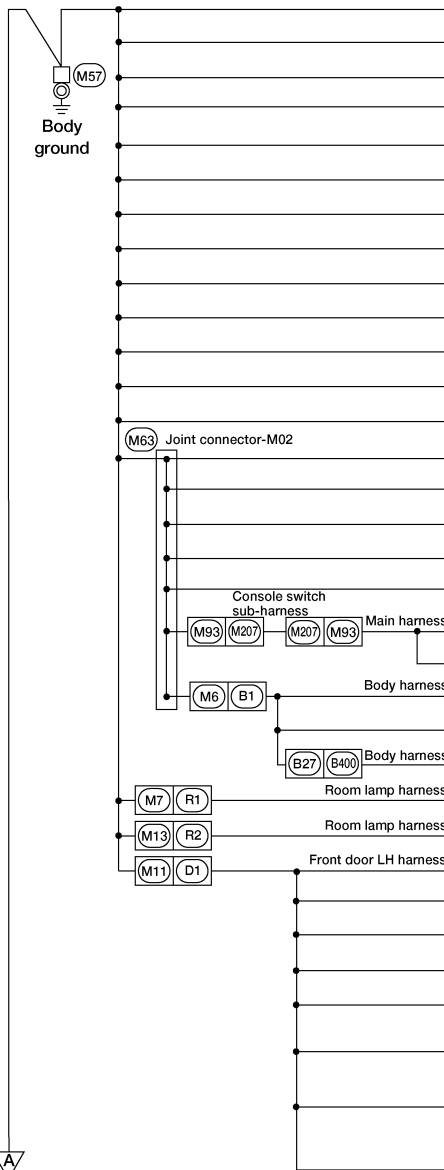 M57
Body
ground
M63 Joint connector-M02
Console switch
sub-harness
M93 M207 M207 M93 Main harness
M6 B1 Body harness
B27 B400 Body harness
M7 R1 Room lamp harness
M13 R2 Room lamp harness
M11 D1 Front door LH harness
A